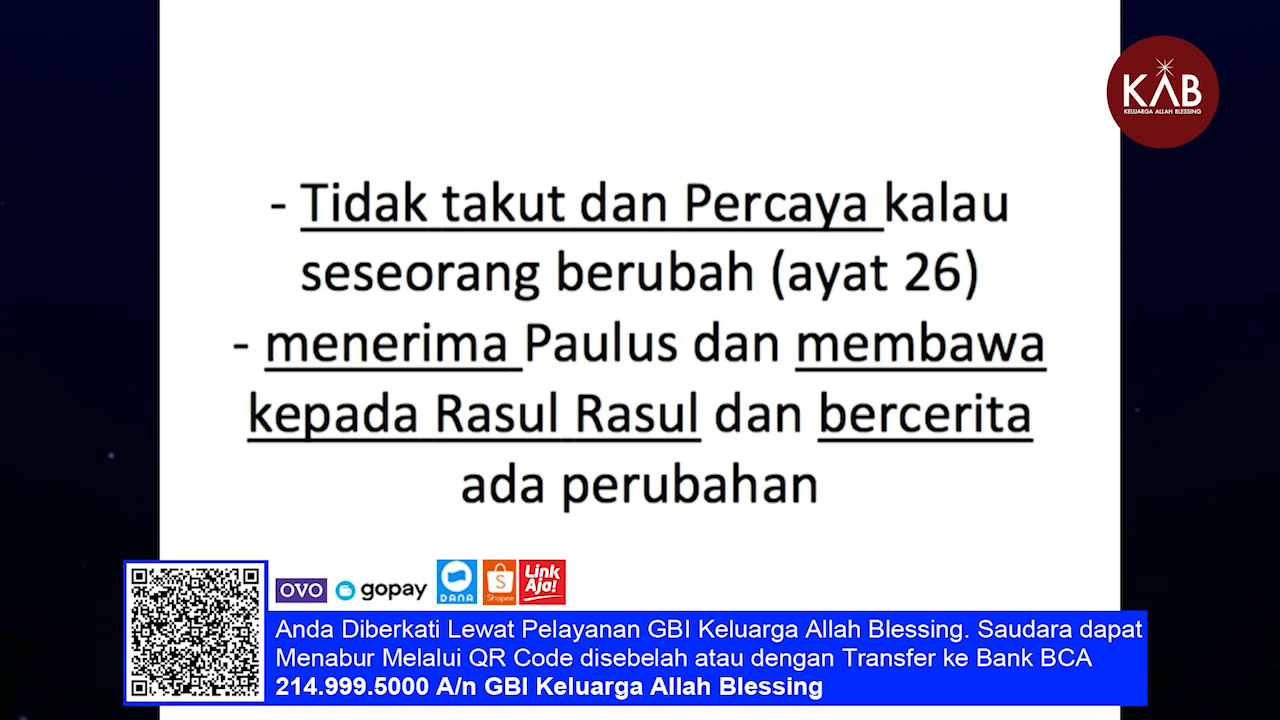 KAB
KELUARGA ALLAH BLESSING
- Tidak takut dan Percaya kalau
seseorang berubah (ayat 26)
- menerima Paulus dan membawa
kepada Rasul Rasul dan bercerita
ada perubahan
OVO gopay DANA Shopee Link Aja!
Anda Diberkati Lewat Pelayanan GBI Keluarga Allah Blessing. Saudara dapat
Menabur Melalui QR Code disebelah atau dengan Transfer ke Bank BCA
214.999.5000 A/n GBI Keluarga Allah Blessing